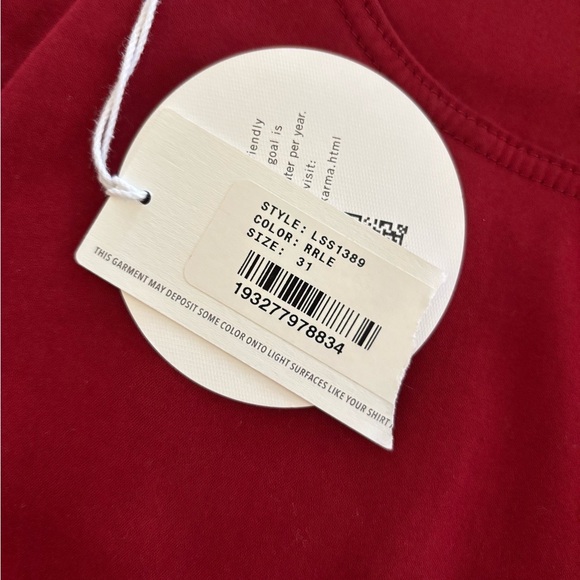 iendly
goal is
ter per year.
visit:
karma.html
STYLE: LSS1389
COLOR: RRLE
SIZE: 31
193277978834
THIS GARMENT MAY DEPOSIT SOME COLOR ONTO LIGHT SURFACES LIKE YOUR SHIRT